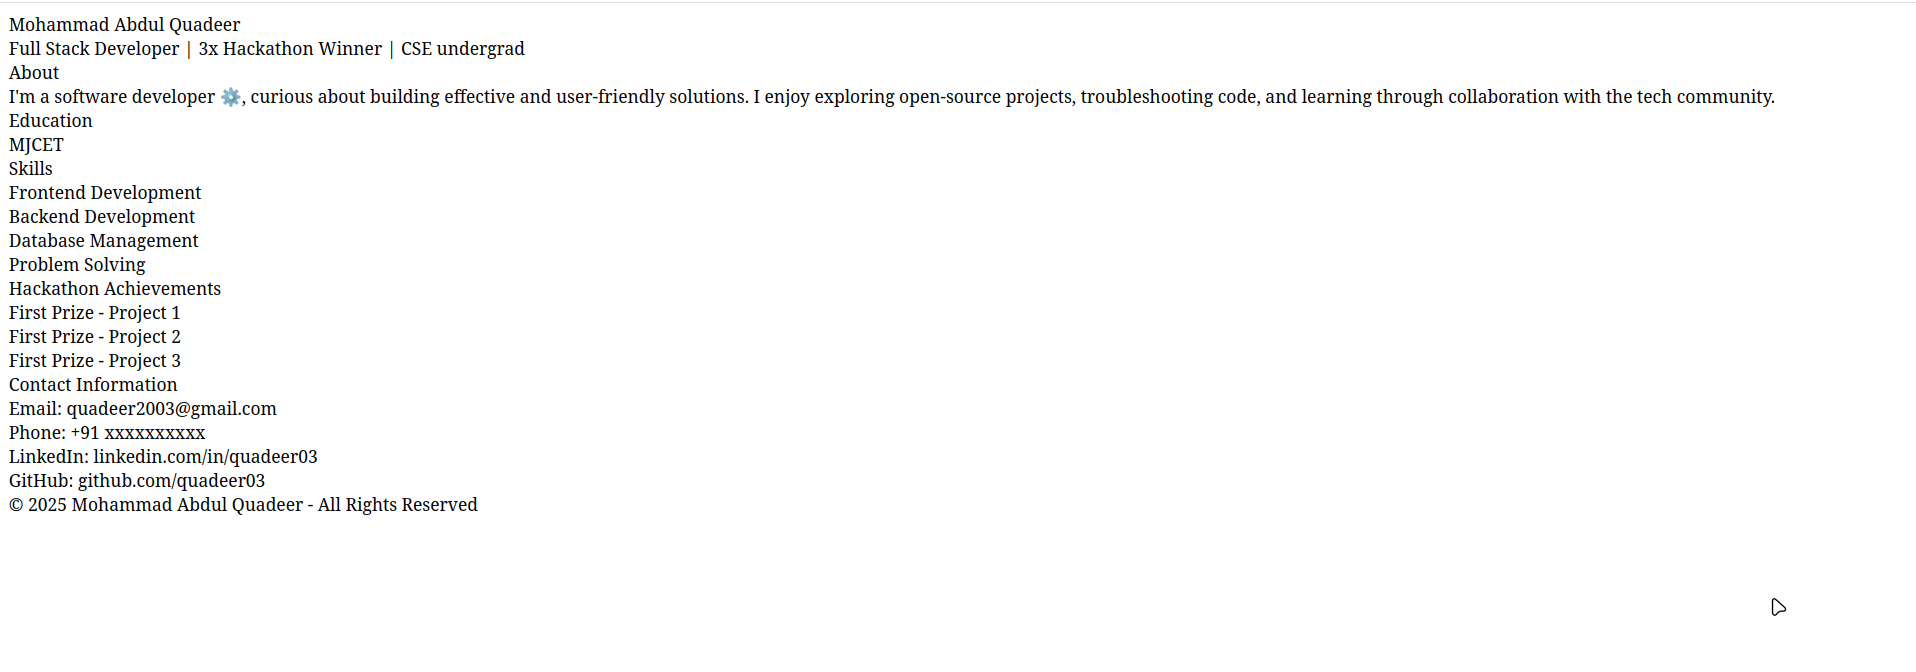 Mohammad Abdul Quadeer
Full Stack Developer | 3x Hackathon Winner | CSE undergrad
About
I'm a software developer ⚙️, curious about building effective and user-friendly solutions. I enjoy exploring open-source projects, troubleshooting code, and learning through collaboration with the tech community.
Education
MJCET
Skills
Frontend Development
Backend Development
Database Management
Problem Solving
Hackathon Achievements
First Prize - Project 1
First Prize - Project 2
First Prize - Project 3
Contact Information
Email: quadeer2003@gmail.com
Phone: +91 xxxxxxxxxx
LinkedIn: linkedin.com/in/quadeer03
GitHub: github.com/quadeer03
© 2025 Mohammad Abdul Quadeer - All Rights Reserved